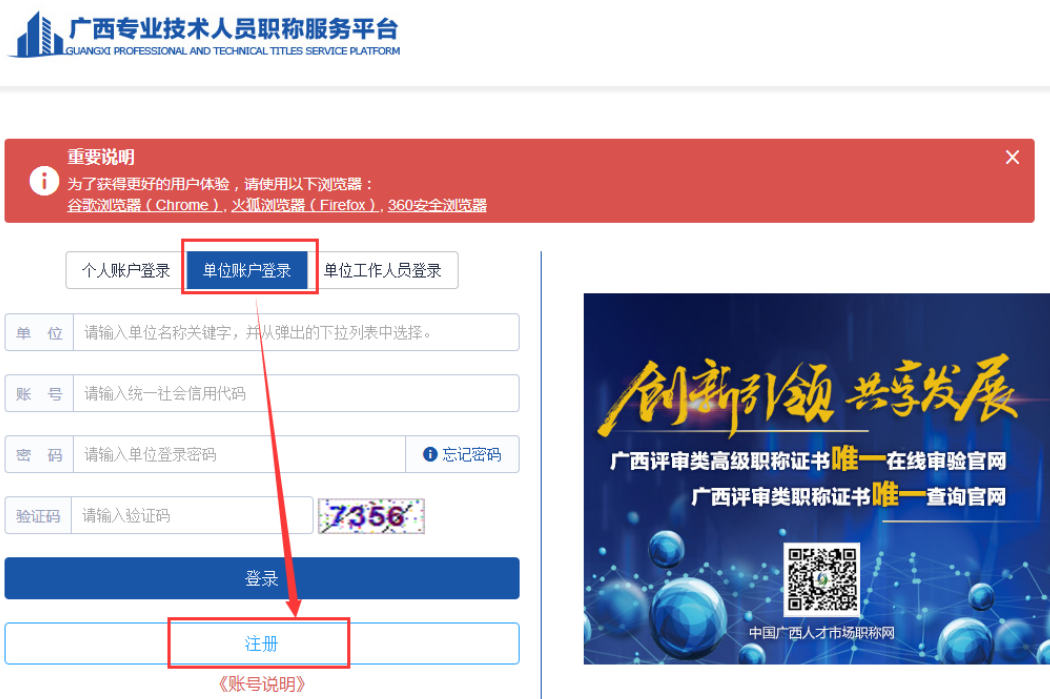 广西专业技术人员职称服务平台
GUANGXI PROFESSIONAL AND TECHNICAL TITLES SERVICE PLATFORM
重要说明
为了获得更好的用户体验，请使用以下浏览器：
谷歌浏览器（Chrome）, 火狐浏览器（Firefox）, 360安全浏览器
个人账户登录 单位账户登录 单位工作人员登录
单 位 请输入单位名称关键字，并从弹出的下拉列表中选择。
账 号 请输入统一社会信用代码
密 码 请输入单位登录密码 忘记密码
验证码 请输入验证码 7356
登录
注册
《账号说明》
创新引领 共享发展
广西评审类高级职称证书唯一在线审验官网
广西评审类职称证书唯一查询官网
中国广西人才市场职称网